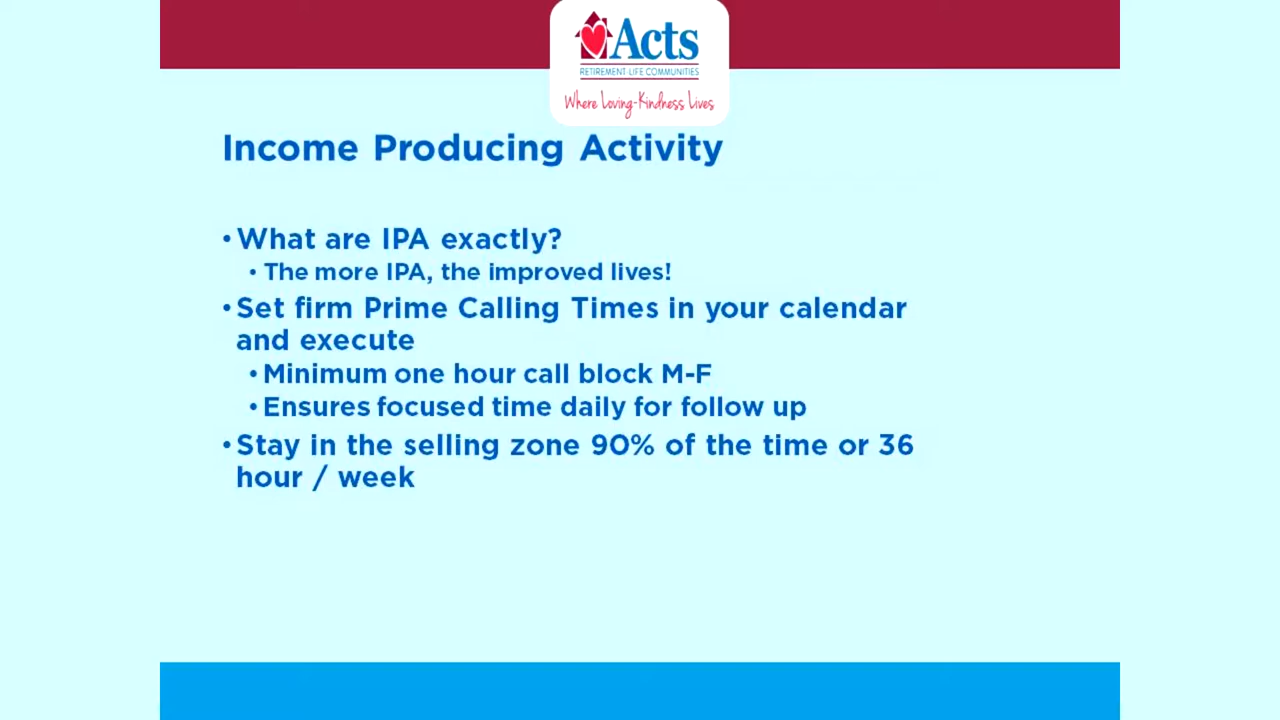 Acts
RETIREMENT-LIFE COMMUNITIES
Where Loving-Kindness Lives
Income Producing Activity
• What are IPA exactly?
• The more IPA, the improved lives!
• Set firm Prime Calling Times in your calendar
and execute
• Minimum one hour call block M-F
• Ensures focused time daily for follow up
• Stay in the selling zone 90% of the time or 36
hour / week